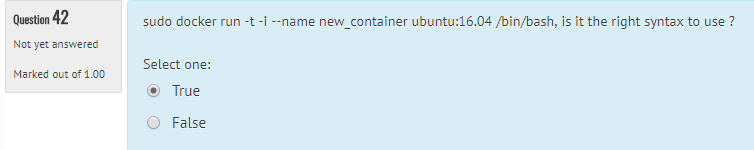 Question 42
Not yet answered
Marked out of 1.00
sudo docker run -t -i --name new_container ubuntu:16.04 /bin/bash, is it the right syntax to use ?
Select one:
True
False